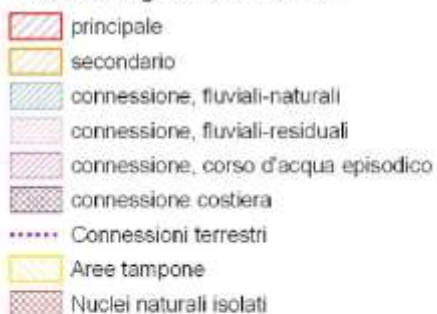 principale
secondario
connessione, fluviali-naturali
connessione, fluviali-residuali
connessione, corso d'acqua episodico
connessione costiera
Connessioni terrestri
Aree tampone
Nuclei naturali isolati